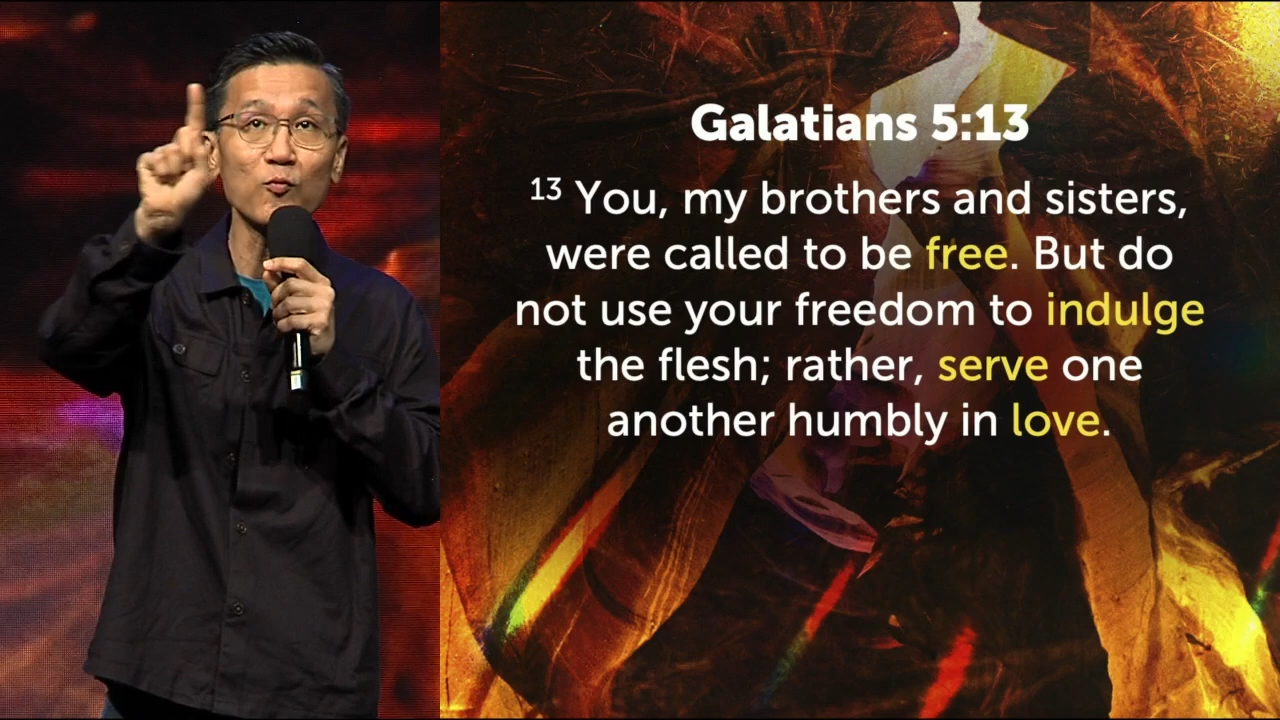 Galatians 5:13
13 You, my brothers and sisters,
were called to be free. But do
not use your freedom to indulge
the flesh; rather, serve one
another humbly in love.